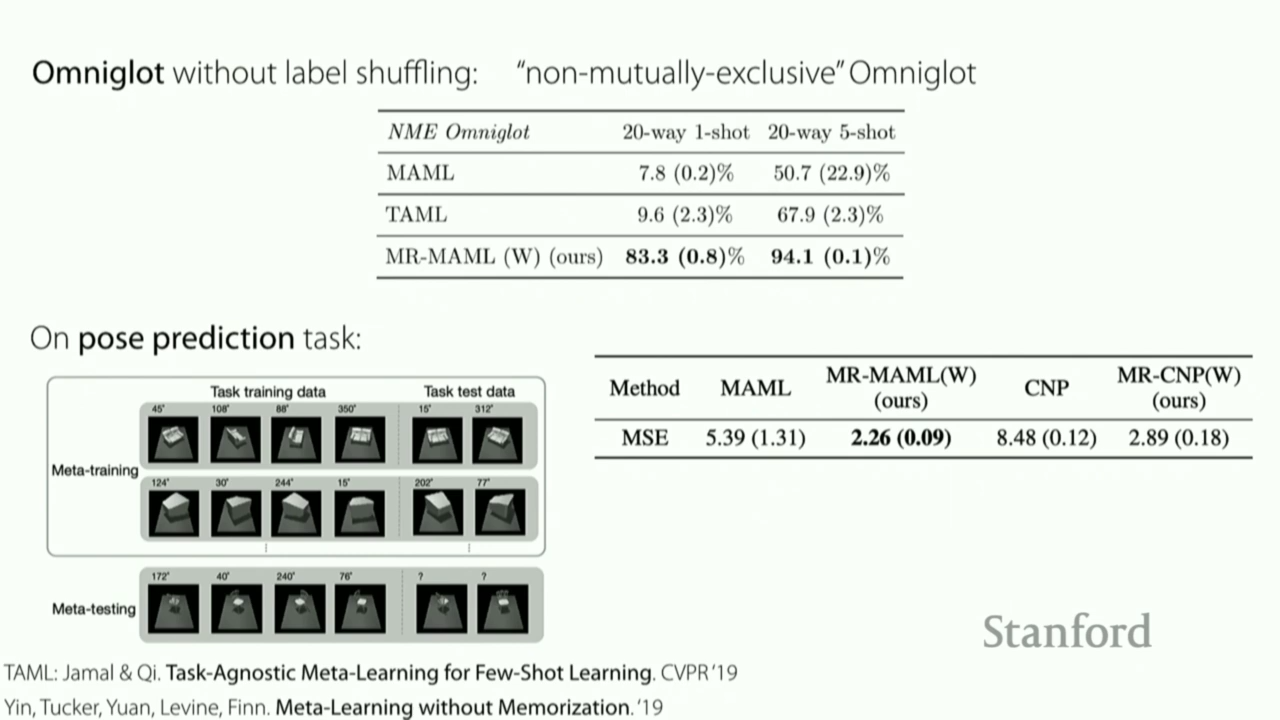 Omniglot without label shuffling: “non-mutually-exclusive” Omniglot
NME Omniglot 20-way 1-shot 20-way 5-shot
MAML 7.8 (0.2)% 50.7 (22.9)%
TAML 9.6 (2.3)% 67.9 (2.3)%
MR-MAML (W) (ours) 83.3 (0.8)% 94.1 (0.1)%
On pose prediction task:
Task training data Task test data
45° 108° 88° 350° 15° 312°
Meta-training
124° 30° 244° 15° 202° 77°
172° 40° 240° 76° ? ?
Meta-testing
Method MAML MR-MAML(W) (ours) CNP MR-CNP(W) (ours)
MSE 5.39 (1.31) 2.26 (0.09) 8.48 (0.12) 2.89 (0.18)
Stanford
TAML: Jamal & Qi. Task-Agnostic Meta-Learning for Few-Shot Learning. CVPR ‘19
Yin, Tucker, Yuan, Levine, Finn. Meta-Learning without Memorization. ‘19